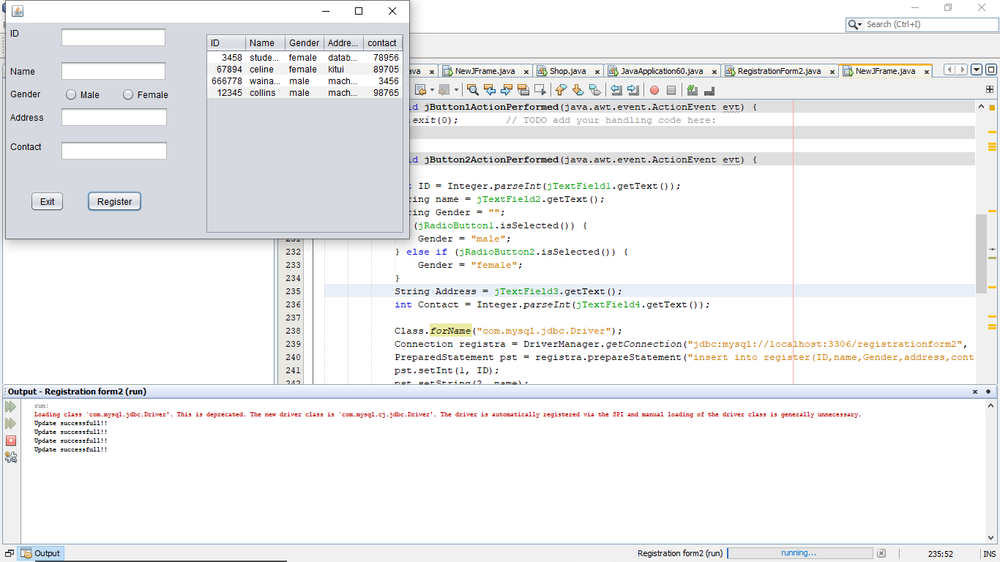 Search (Ctrl+I)
ID
Name
Gender
Male
Female
Address
Contact
Exit
Register
ID Name Gender Addre... contact
3458 stude... female datab... 78956
67894 celine female kitui 89705
666778 waina... male mach... 3456
12345 collins male mach... 98765
ava NewJFrame.java Shop.java JavaApplication60.java RegistrationForm2.java NewJFrame.java
id jButton1ActionPerformed(java.awt.event.ActionEvent evt) {
.exit(0); // TODO add your handling code here:
id jButton2ActionPerformed(java.awt.event.ActionEvent evt) {
t ID = Integer.parseInt(jTextField1.getText());
ring name = jTextField2.getText();
ring Gender = "";
(jRadioButton1.isSelected()) {
231 Gender = "male";
232 } else if (jRadioButton2.isSelected()) {
233 Gender = "female";
234 }
235 String Address = jTextField3.getText();
236 int Contact = Integer.parseInt(jTextField4.getText());
237
238 Class.forName("com.mysql.jdbc.Driver");
239 Connection registra = DriverManager.getConnection("jdbc:mysql://localhost:3306/registrationform2",
240 PreparedStatement pst = registra.prepareStatement("insert into register(ID,name,Gender,address,cont
241 pst.setInt(1, ID);
242 pst.setString(2, name);
Output - Registration form2 (run)
run:
Loading class `com.mysql.jdbc.Driver'. This is deprecated. The new driver class is `com.mysql.cj.jdbc.Driver'. The driver is automatically registered via the SPI and manual loading of the driver class is generally unnecessary.
Update successfull!!
Update successfull!!
Update successfull!!
Update successfull!!
Output
Registration form2 (run)
running...
235:52
INS